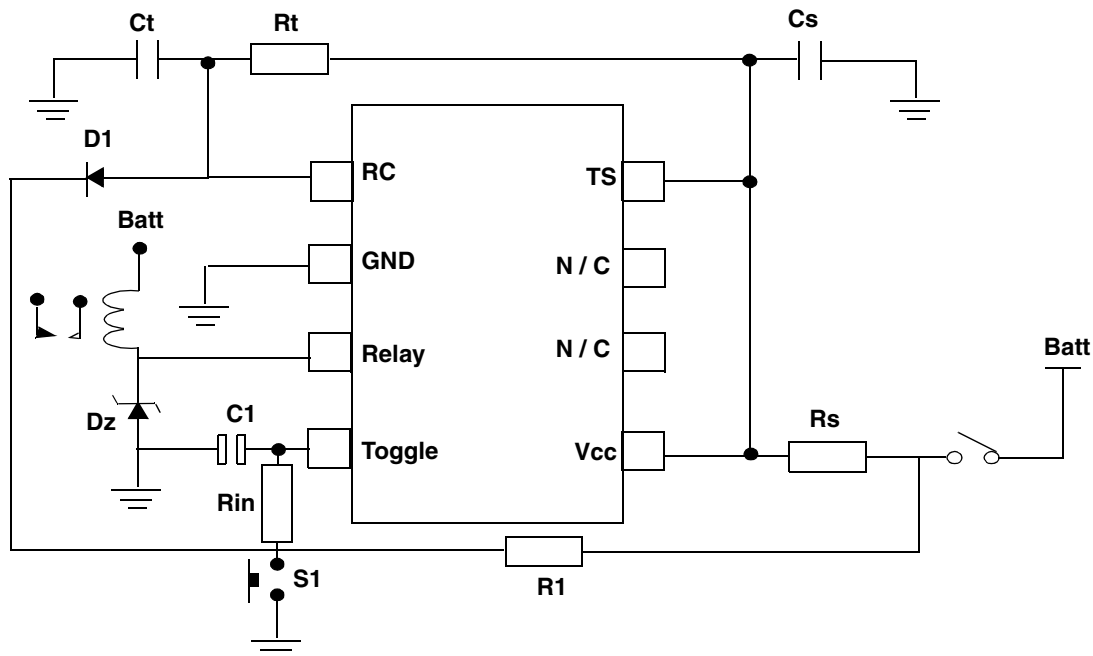 Ct
Rt
Cs
D1
RC
TS
Batt
GND
N / C
Relay
N / C
Batt
Dz
C1
Rs
Toggle
Vcc
Rin
S1
R1